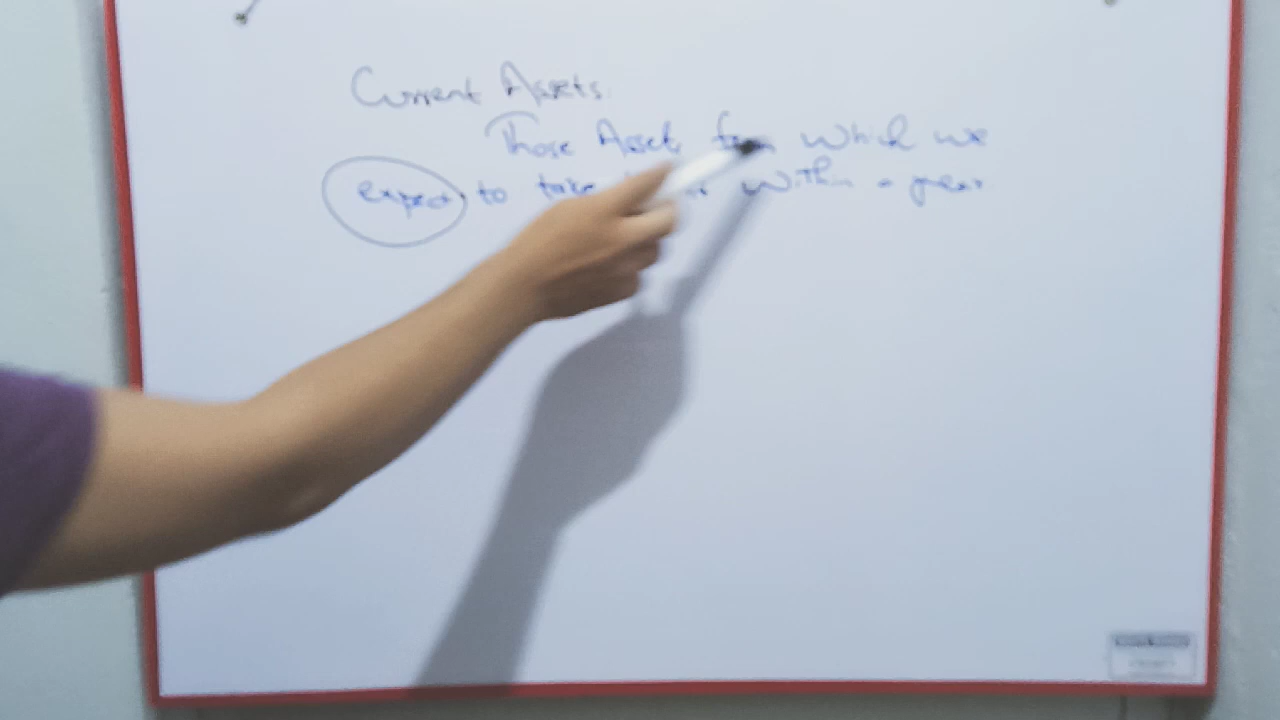 Current Assets.
Those Assets from which we
expect to take within a year